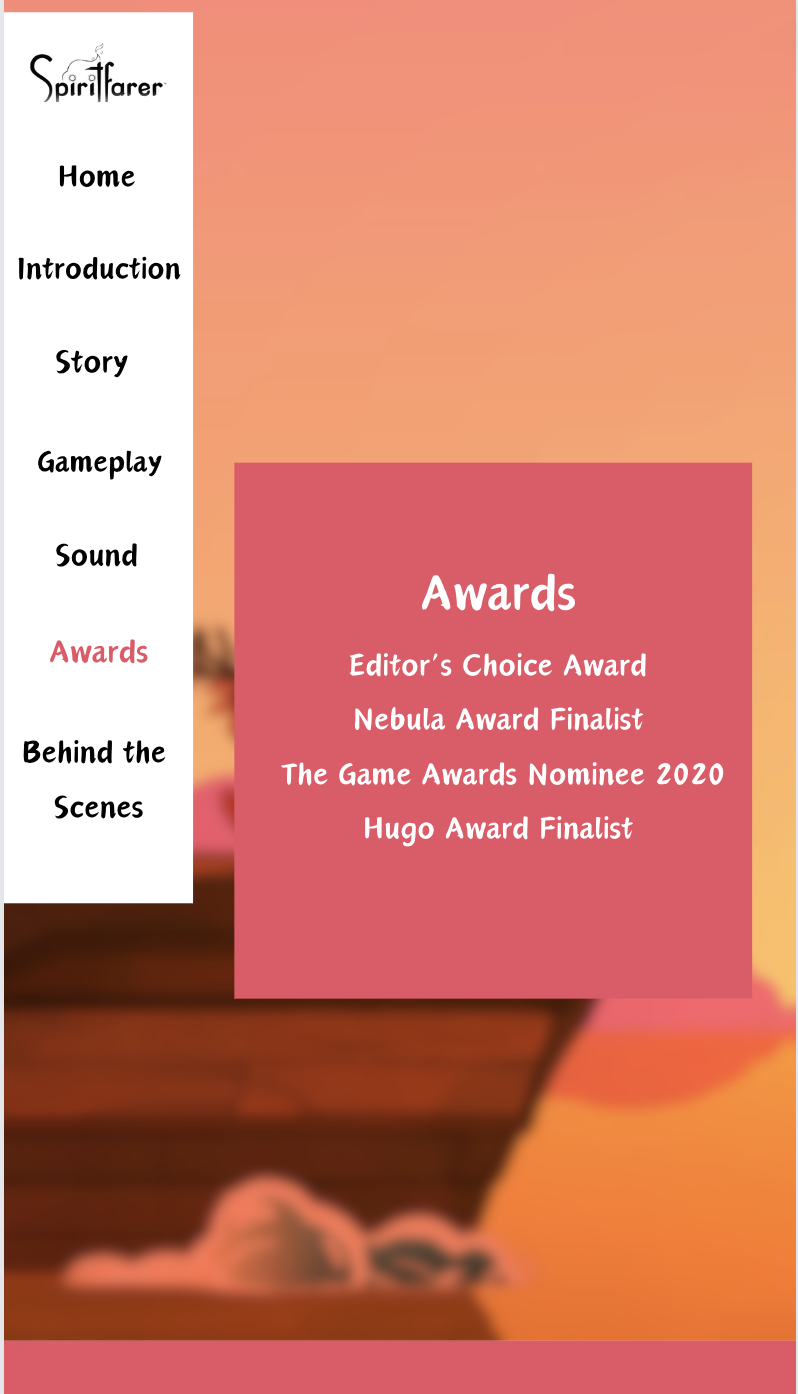 Spiritfarer
Home
Introduction
Story
Gameplay
Sound
Awards
Behind the
Scenes
Awards
Editor's Choice Award
Nebula Award Finalist
The Game Awards Nominee 2020
Hugo Award Finalist